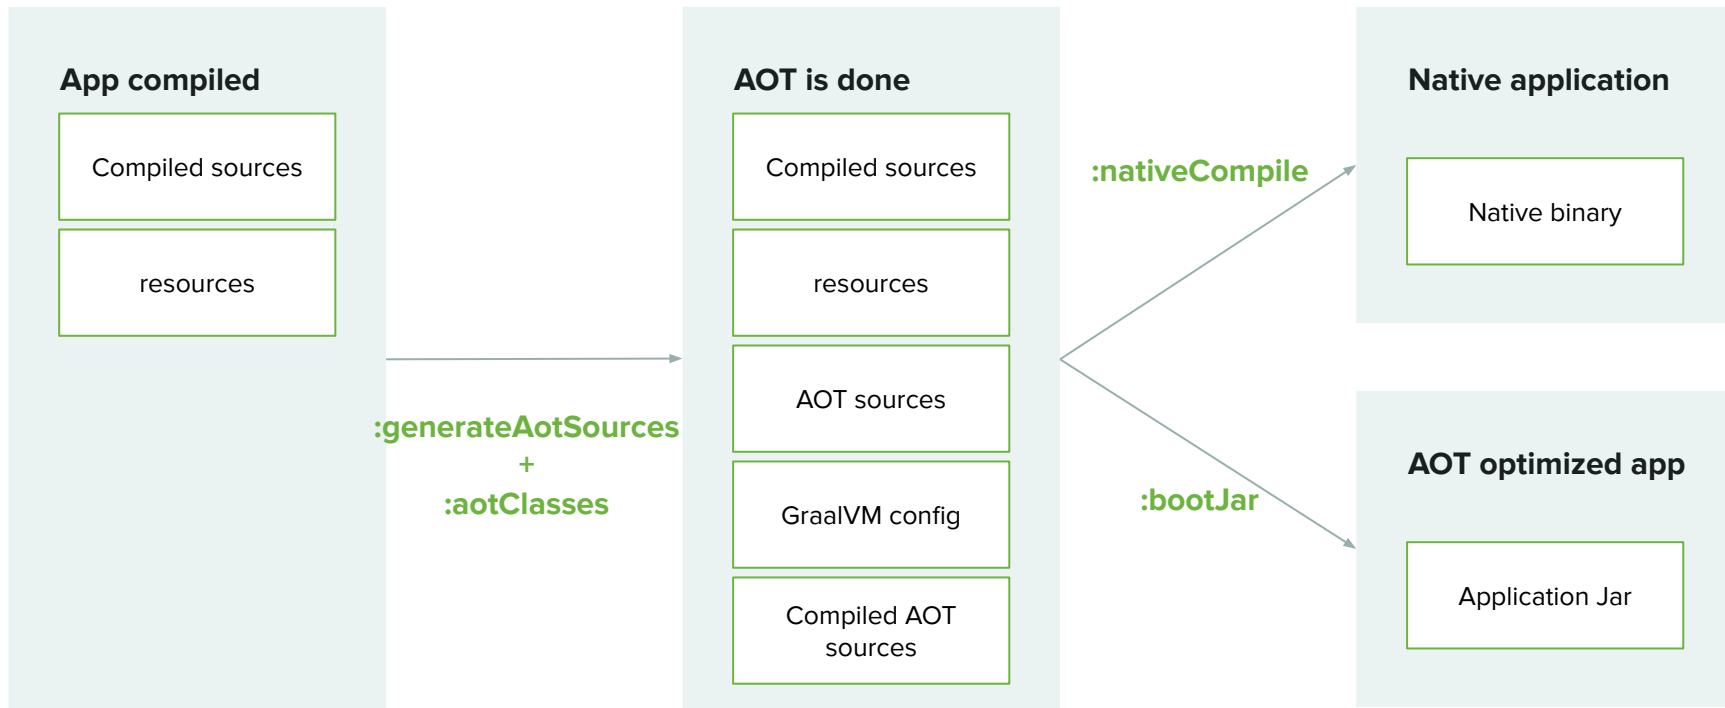 App compiled
Compiled sources
resources
:generateAotSources
+
:aotClasses
AOT is done
Compiled sources
resources
AOT sources
GraalVM config
Compiled AOT
sources
:nativeCompile
:bootJar
Native application
Native binary
AOT optimized app
Application Jar